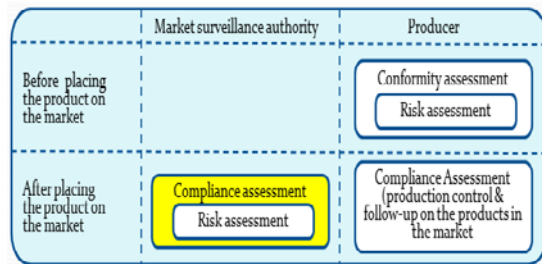 Market surveillance authority
Producer
Before placing
the product on
the market
Conformity assessment
Risk assessment
After placing
the product on
the market
Compliance assessment
Risk assessment
Compliance Assessment
(production control &
follow-up on the products in
the market